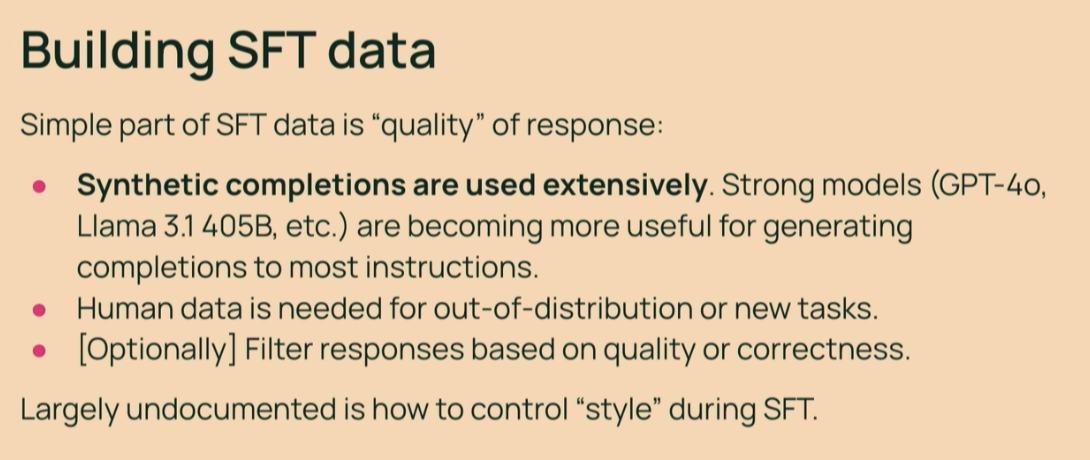 Building SFT data
Simple part of SFT data is “quality” of response:
● Synthetic completions are used extensively. Strong models (GPT-4o,
Llama 3.1 405B, etc.) are becoming more useful for generating
completions to most instructions.
● Human data is needed for out-of-distribution or new tasks.
● [Optionally] Filter responses based on quality or correctness.
Largely undocumented is how to control “style” during SFT.